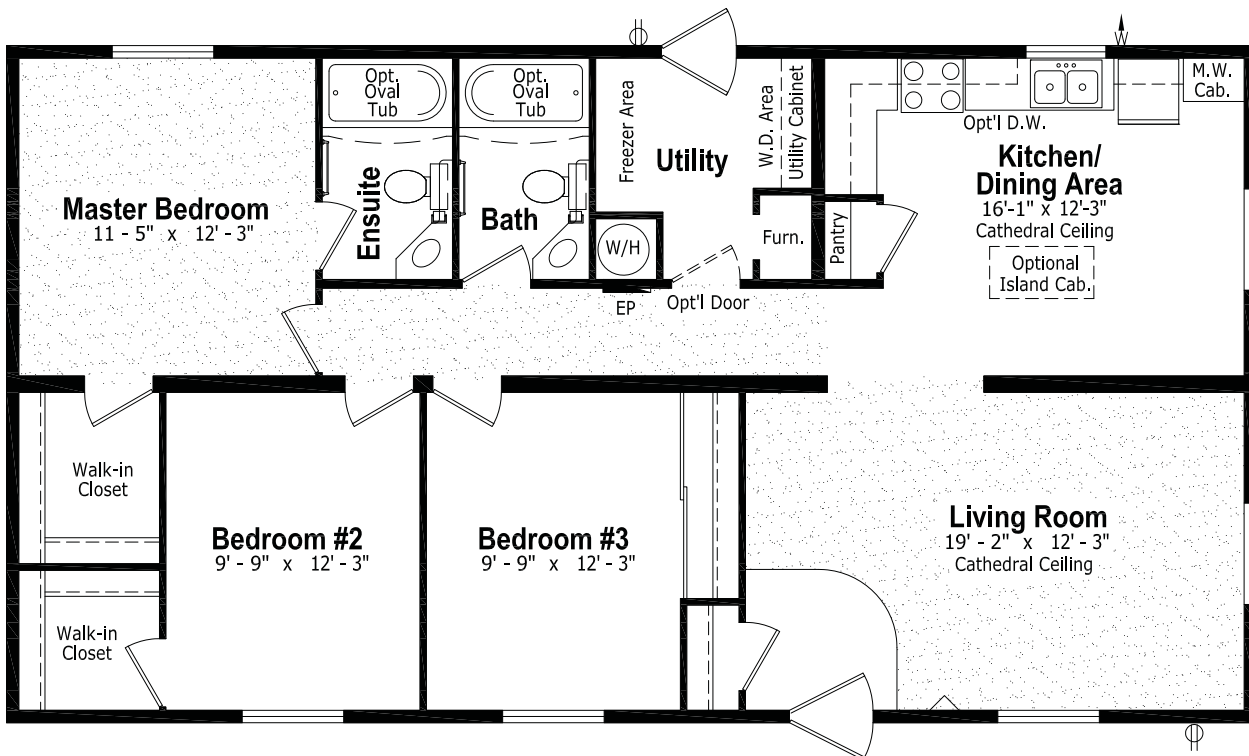 Opt.
Oval
Tub
Opt.
Oval
Tub
Freezer Area
W.D. Area
Utility Cabinet
M.W.
Cab.
Opt'l D.W.
Utility
Kitchen/
Dining Area
16'-1" x 12'-3"
Cathedral Ceiling
Master Bedroom
11 - 5" x 12' - 3"
Ensuite
Bath
W/H
Furn.
Pantry
Optional
Island Cab.
EP
Opt'l Door
W
Walk-in
Closet
Bedroom #2
9' - 9" x 12' - 3"
Bedroom #3
9' - 9" x 12' - 3"
Living Room
19' - 2" x 12' - 3"
Cathedral Ceiling
Walk-in
Closet